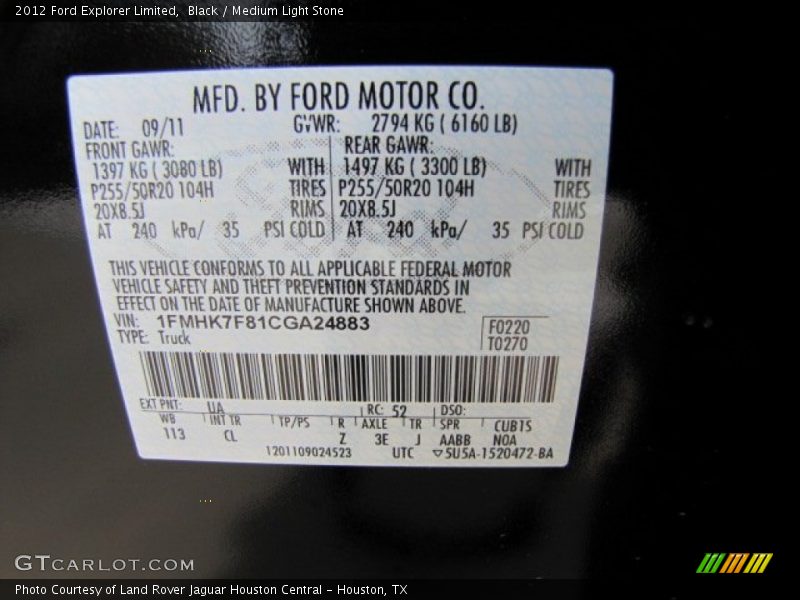 2012 Ford Explorer Limited,  Black / Medium Light Stone
MFD. BY FORD MOTOR CO.
DATE: 09/11 GVWR: 2794 KG ( 6160 LB)
FRONT GAWR: REAR GAWR:
1397 KG ( 3080 LB) WITH 1497 KG ( 3300 LB) WITH
P255/50R20 104H TIRES P255/50R20 104H TIRES
20X8.5J RIMS 20X8.5J RIMS
AT 240 kPa/ 35 PSI COLD AT 240 kPa/ 35 PSI COLD
THIS VEHICLE CONFORMS TO ALL APPLICABLE FEDERAL MOTOR
VEHICLE SAFETY AND THEFT PREVENTION STANDARDS IN
EFFECT ON THE DATE OF MANUFACTURE SHOWN ABOVE.
VIN: 1FMHK7F81CGA24883 F0220
TYPE: Truck T0270
EXT PNT: UA RC: 52 DSO:
WB INT TR TP/PS R AXLE TR SPR CUB15
113 CL Z 3E J AABB NOA
1201109024523 UTC ▽5U5A-1520472-BA
GTCARLOT.COM
Photo Courtesy of Land Rover Jaguar Houston Central - Houston, TX